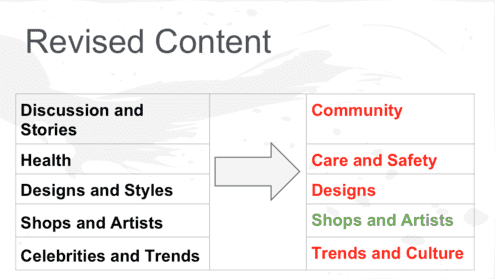 Revised Content
Discussion and
Stories
Community
Health
Care and Safety
Designs and Styles
Designs
Shops and Artists
Shops and Artists
Celebrities and Trends
Trends and Culture